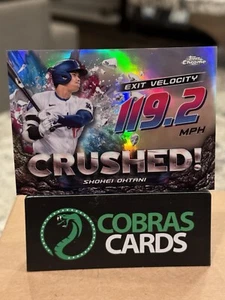 Topps
Chrome
EXIT VELOCITY
119.2
MPH
CRUSHED!
SHOHEI OHTANI
COBRAS
CARDS